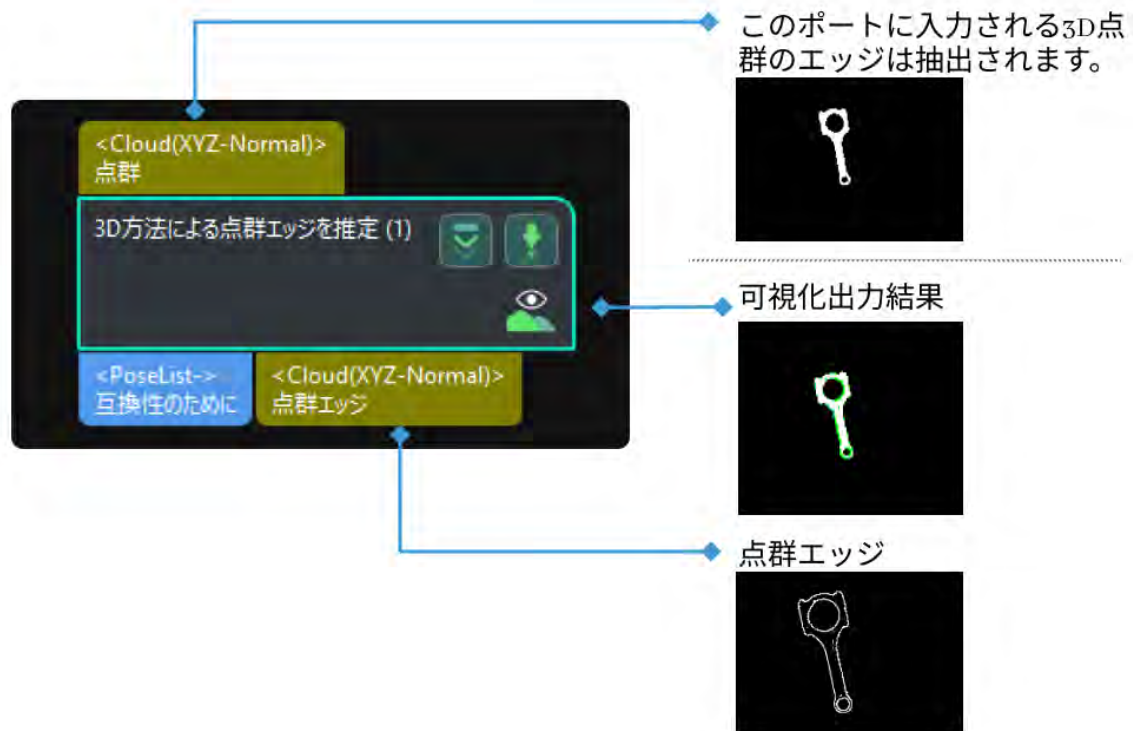 このポートに入力される3D点
群のエッジは抽出されます。
<Cloud(XYZ-Normal)>
点群
3D方法による点群エッジを推定 (1)
可視化出力結果
<PoseList->
互換性のために
<Cloud(XYZ-Normal)>
点群エッジ
点群エッジ